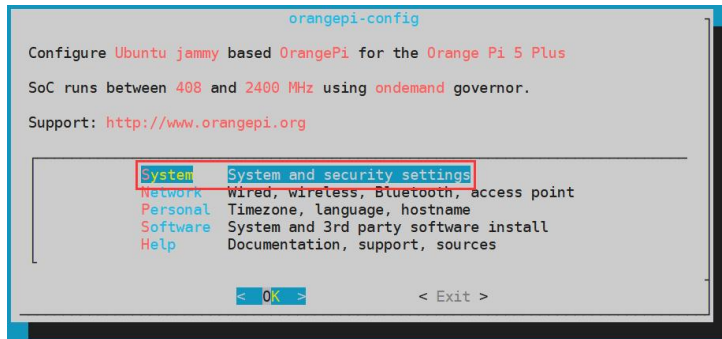 orangepi-config
Configure Ubuntu jammy based OrangePi for the Orange Pi 5 Plus
SoC runs between 408 and 2400 MHz using ondemand governor.
Support: http://www.orangepi.org
System System and security settings
Network Wired, wireless, Bluetooth, access point
Personal Timezone, language, hostname
Software System and 3rd party software install
Help Documentation, support, sources
< OK > < Exit >